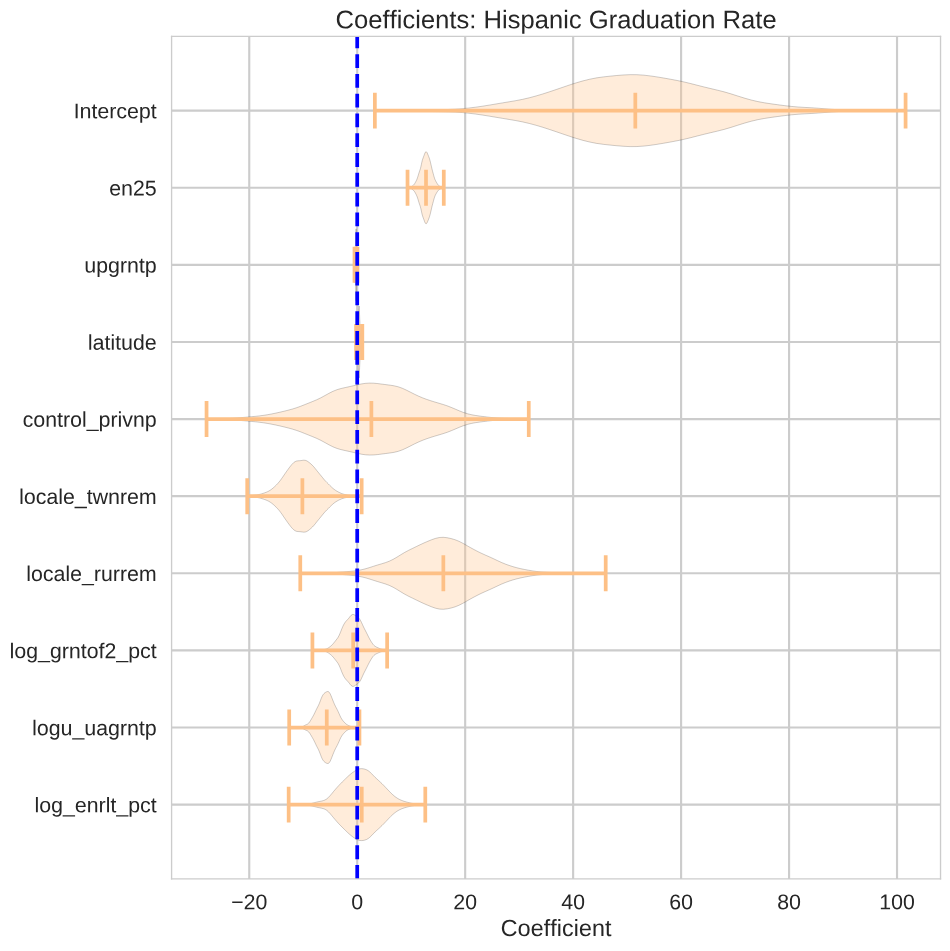 Coefficients: Hispanic Graduation Rate
Intercept
en25
upgrntp
latitude
control_privnp
locale_twnrem
locale_rurrem
log_grntof2_pct
logu_uagrntp
log_enrlt_pct
−20 0 20 40 60 80 100
Coefficient